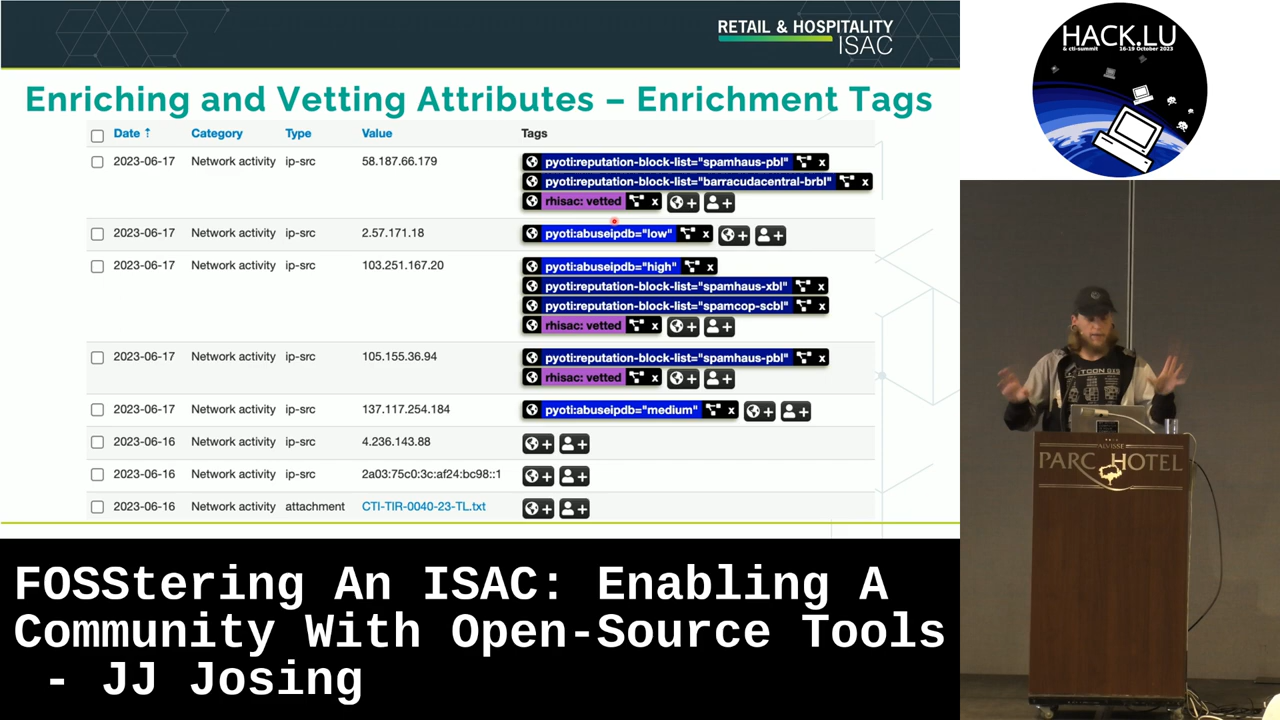 RETAIL & HOSPITALITY
ISAC
Enriching and Vetting Attributes – Enrichment Tags
Date ↑ Category Type Value Tags
2023-06-17 Network activity ip-src 58.187.66.179 pyoti:reputation-block-list="spamhaus-pbl" x
pyoti:reputation-block-list="barracudacentral-brbl" x
rhisac: vetted x + +
2023-06-17 Network activity ip-src 2.57.171.18 pyoti:abuseipdb="low" x + +
2023-06-17 Network activity ip-src 103.251.167.20 pyoti:abuseipdb="high" x
pyoti:reputation-block-list="spamhaus-xbl" x
pyoti:reputation-block-list="spamcop-scbl" x
rhisac: vetted x + +
2023-06-17 Network activity ip-src 105.155.36.94 pyoti:reputation-block-list="spamhaus-pbl" x
rhisac: vetted x + +
2023-06-17 Network activity ip-src 137.117.254.184 pyoti:abuseipdb="medium" x + +
2023-06-16 Network activity ip-src 4.236.143.88 + +
2023-06-16 Network activity ip-src 2a03:75c0:3c:af24:bc98::1 + +
2023-06-16 Network activity attachment CTI-TIR-0040-23-TL.txt + +
HACK.LU
& cti-summit 16-19 October 2023
ALVISSE
PARC HOTEL
FOSStering An ISAC: Enabling A
Community With Open-Source Tools
- JJ Josing